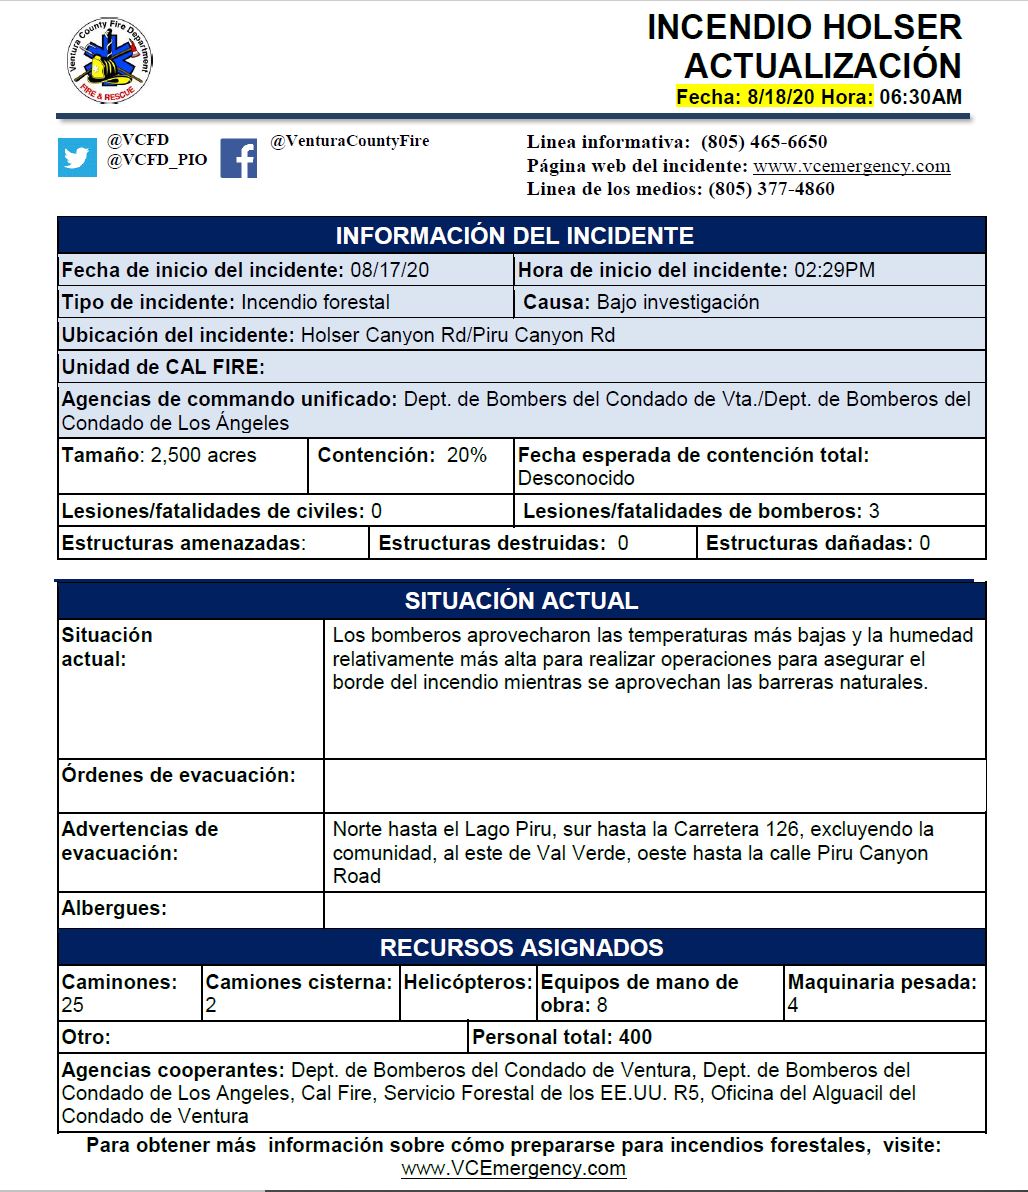 Ventura County Fire Department
FIRE & RESCUE
INCENDIO HOLSER
ACTUALIZACIÓN
Fecha: 8/18/20 Hora: 06:30AM
@VCFD
@VCFD_PIO
@VenturaCountyFire
Linea informativa: (805) 465-6650
Página web del incidente: www.vcemergency.com
Linea de los medios: (805) 377-4860
INFORMACIÓN DEL INCIDENTE
Fecha de inicio del incidente: 08/17/20 Hora de inicio del incidente: 02:29PM
Tipo de incidente: Incendio forestal Causa: Bajo investigación
Ubicación del incidente: Holser Canyon Rd/Piru Canyon Rd
Unidad de CAL FIRE:
Agencias de commando unificado: Dept. de Bombers del Condado de Vta./Dept. de Bomberos del
Condado de Los Ángeles
Tamaño: 2,500 acres Contención: 20% Fecha esperada de contención total:
Desconocido
Lesiones/fatalidades de civiles: 0 Lesiones/fatalidades de bomberos: 3
Estructuras amenazadas: Estructuras destruidas: 0 Estructuras dañadas: 0
SITUACIÓN ACTUAL
Situación
actual:
Los bomberos aprovecharon las temperaturas más bajas y la humedad
relativamente más alta para realizar operaciones para asegurar el
borde del incendio mientras se aprovechan las barreras naturales.
Órdenes de evacuación:
Advertencias de
evacuación:
Norte hasta el Lago Piru, sur hasta la Carretera 126, excluyendo la
comunidad, al este de Val Verde, oeste hasta la calle Piru Canyon
Road
Albergues:
RECURSOS ASIGNADOS
Caminones:
25
Camiones cisterna:
2
Helicópteros:
Equipos de mano de
obra: 8
Maquinaria pesada:
4
Otro: Personal total: 400
Agencias cooperantes: Dept. de Bomberos del Condado de Ventura, Dept. de Bomberos del
Condado de Los Angeles, Cal Fire, Servicio Forestal de los EE.UU. R5, Oficina del Alguacil del
Condado de Ventura
Para obtener más información sobre cómo prepararse para incendios forestales, visite:
www.VCEmergency.com